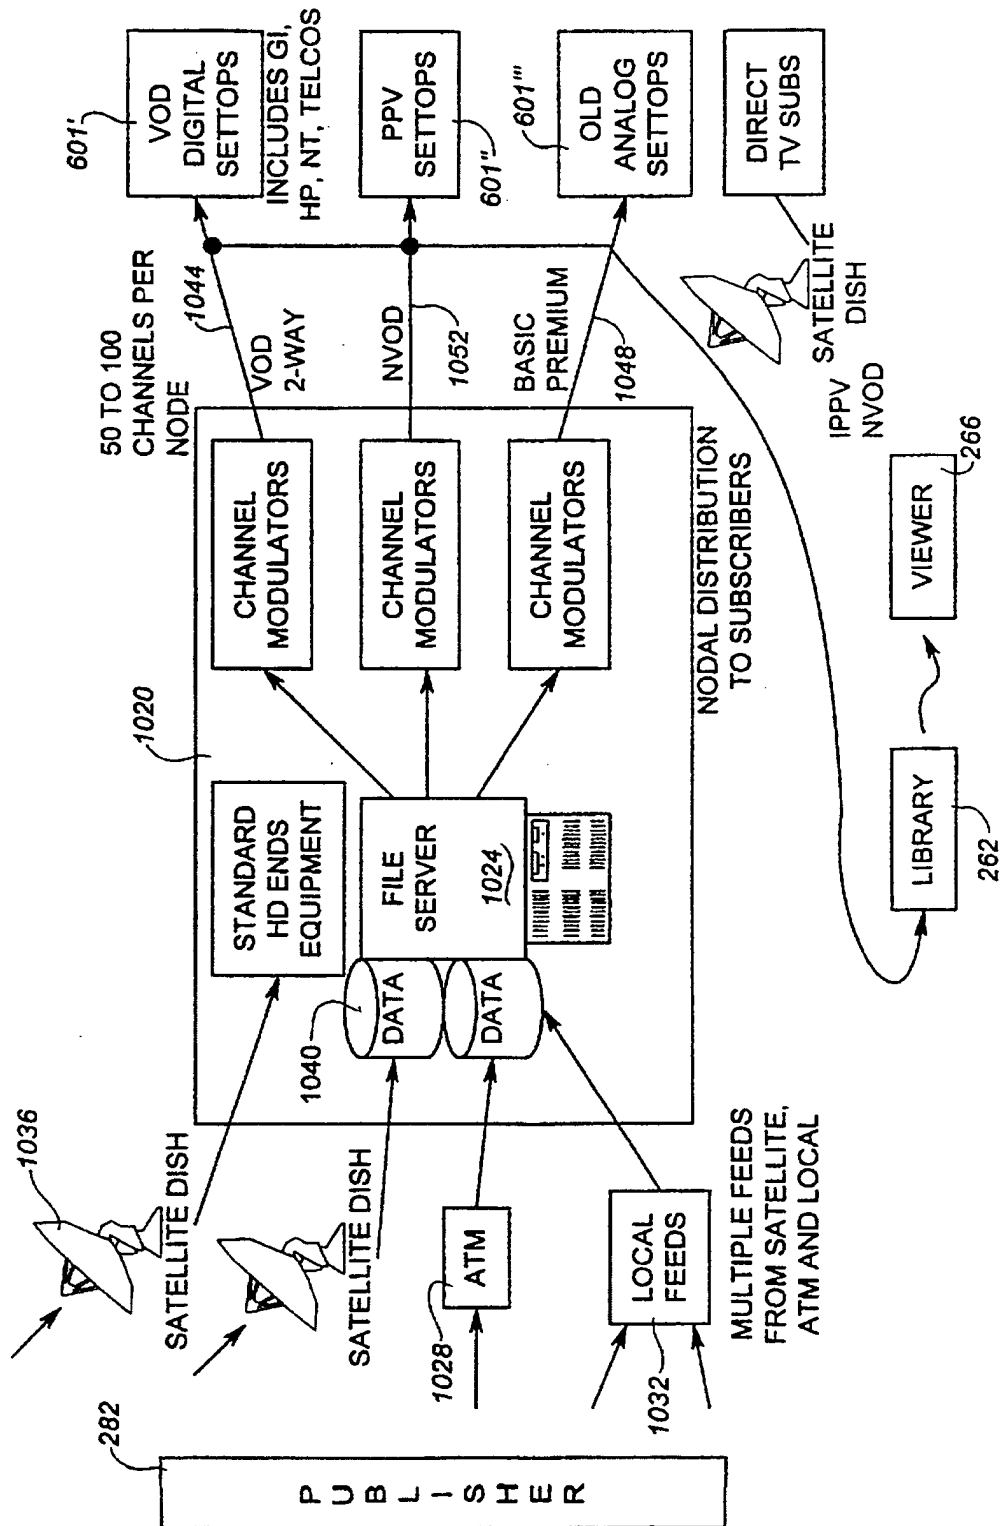 282
PUBLISHER
1036
SATELLITE DISH
SATELLITE DISH
1028
ATM
1032
LOCAL
FEEDS
MULTIPLE FEEDS
FROM SATELLITE,
ATM AND LOCAL
1020
STANDARD
HD ENDS
EQUIPMENT
1040
DATA
DATA
FILE
SERVER
1024
CHANNEL
MODULATORS
CHANNEL
MODULATORS
CHANNEL
MODULATORS
NODAL DISTRIBUTION
TO SUBSCRIBERS
50 TO 100
CHANNELS PER
NODE
1044
VOD
2-WAY
NVOD
1052
BASIC
PREMIUM
1048
601'
VOD
DIGITAL
SETTOPS
INCLUDES GI,
HP, NT, TELCOS
PPV
SETTOPS
601"
601'"
OLD
ANALOG
SETTOPS
DIRECT
TV SUBS
SATELLITE
DISH
IPPV
NVOD
LIBRARY
262
VIEWER
266